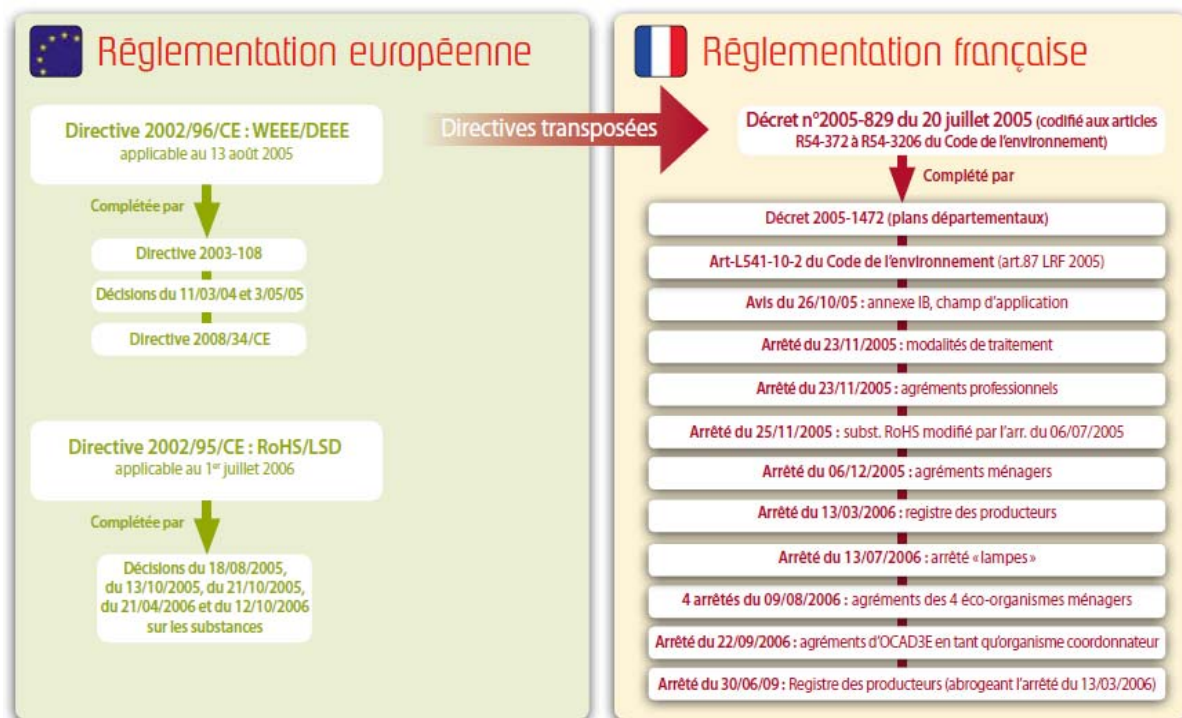 Réglementation européenne
Directive 2002/96/CE : WEEE/DEEE
applicable au 13 août 2005
Complétée par
Directive 2003-108
Décisions du 11/03/04 et 3/05/05
Directive 2008/34/CE
Directive 2002/95/CE : RoHS/LSD
applicable au 1er juillet 2006
Complétée par
Décisions du 18/08/2005,
du 13/10/2005, du 21/10/2005,
du 21/04/2006 et du 12/10/2006
sur les substances
Directives transposées
Réglementation française
Décret n°2005-829 du 20 juillet 2005 (codifié aux articles
R54-372 à R54-3206 du Code de l'environnement)
Complété par
Décret 2005-1472 (plans départementaux)
Art-L541-10-2 du Code de l'environnement (art.87 LRF 2005)
Avis du 26/10/05 : annexe IB, champ d'application
Arrêté du 23/11/2005 : modalités de traitement
Arrêté du 23/11/2005 : agréments professionnels
Arrêté du 25/11/2005 : subst. RoHS modifié par l'arr. du 06/07/2005
Arrêté du 06/12/2005 : agréments ménagers
Arrêté du 13/03/2006 : registre des producteurs
Arrêté du 13/07/2006 : arrêté «lampes»
4 arrêtés du 09/08/2006 : agréments des 4 éco-organismes ménagers
Arrêté du 22/09/2006 : agréments d'OCAD3E en tant qu'organisme coordonnateur
Arrêté du 30/06/09 : Registre des producteurs (abrogeant l'arrêté du 13/03/2006)